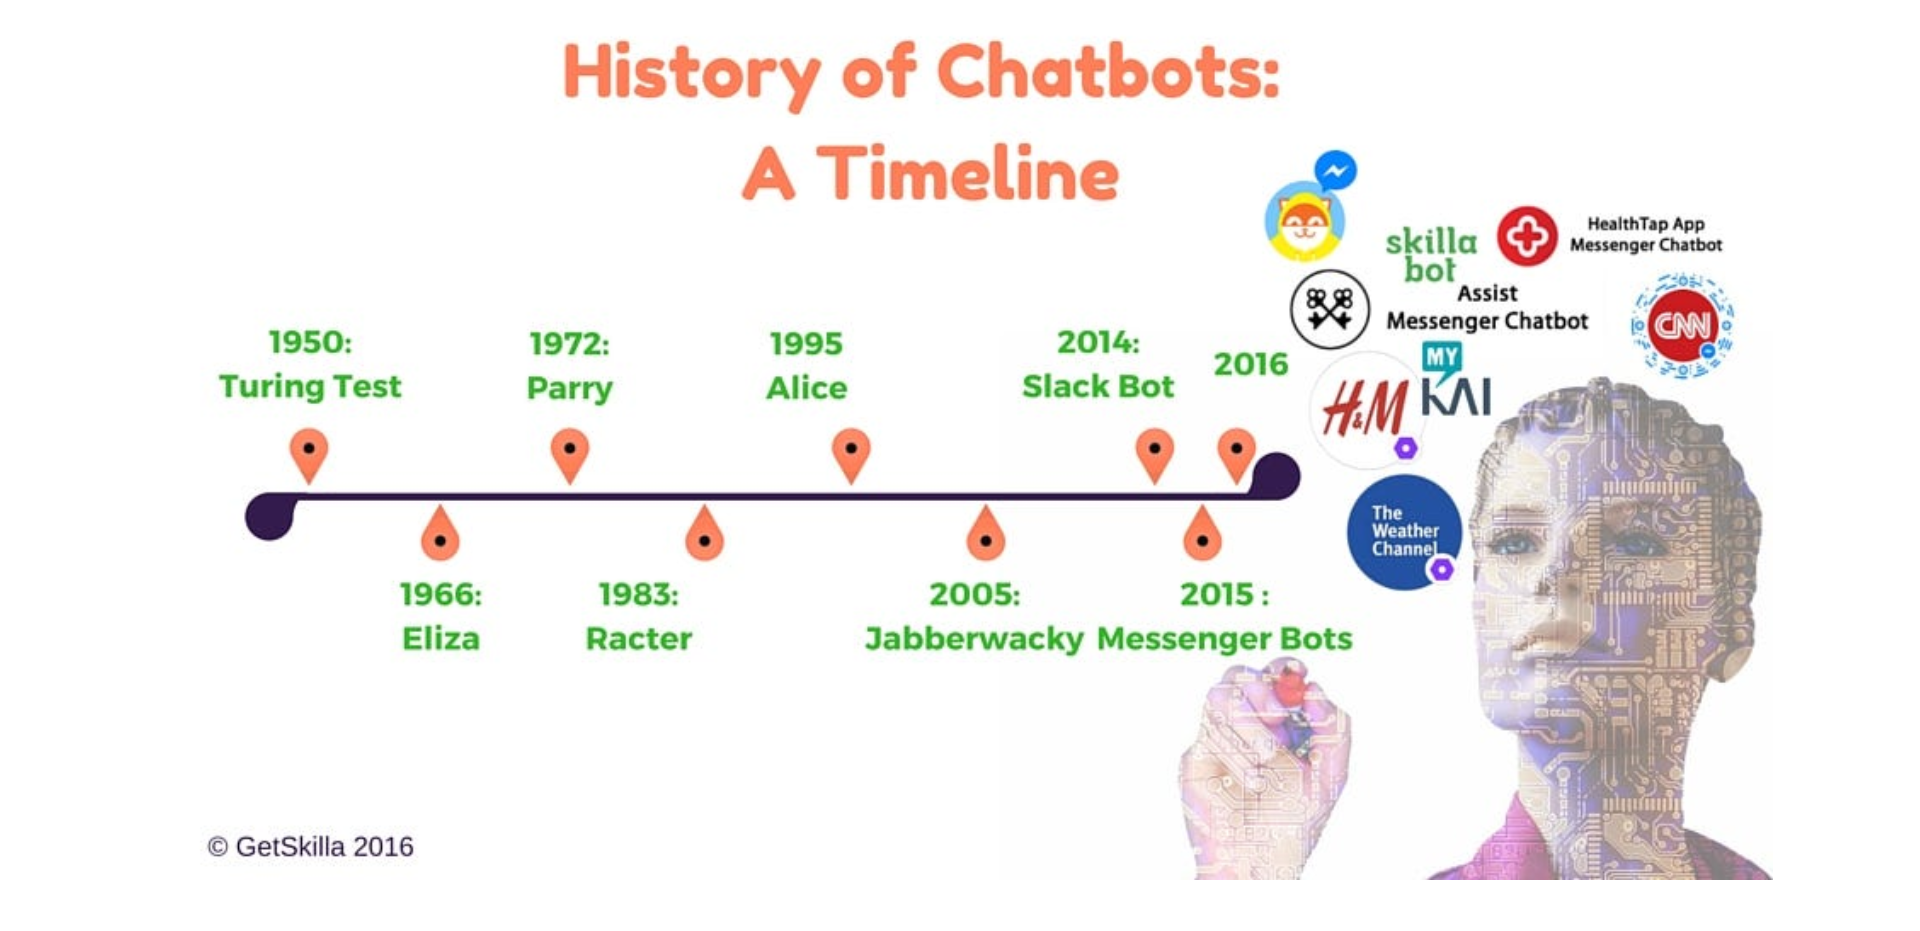 History of Chatbots:
A Timeline
skilla
bot
HealthTap App
Messenger Chatbot
Assist
Messenger Chatbot
CNN
MY
KAI
H&M
The
Weather
Channel
1950:
Turing Test
1972:
Parry
1995
Alice
2014:
Slack Bot
2016
1966:
Eliza
1983:
Racter
2005:
Jabberwacky
2015 :
Messenger Bots
© GetSkilla 2016